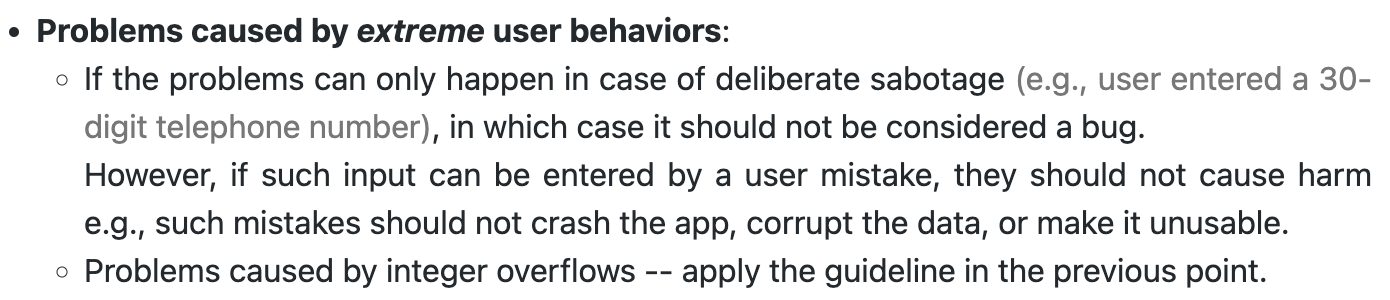 • Problems caused by extreme user behaviors:
○ If the problems can only happen in case of deliberate sabotage (e.g., user entered a 30-
digit telephone number), in which case it should not be considered a bug.
However, if such input can be entered by a user mistake, they should not cause harm
e.g., such mistakes should not crash the app, corrupt the data, or make it unusable.
○ Problems caused by integer overflows -- apply the guideline in the previous point.